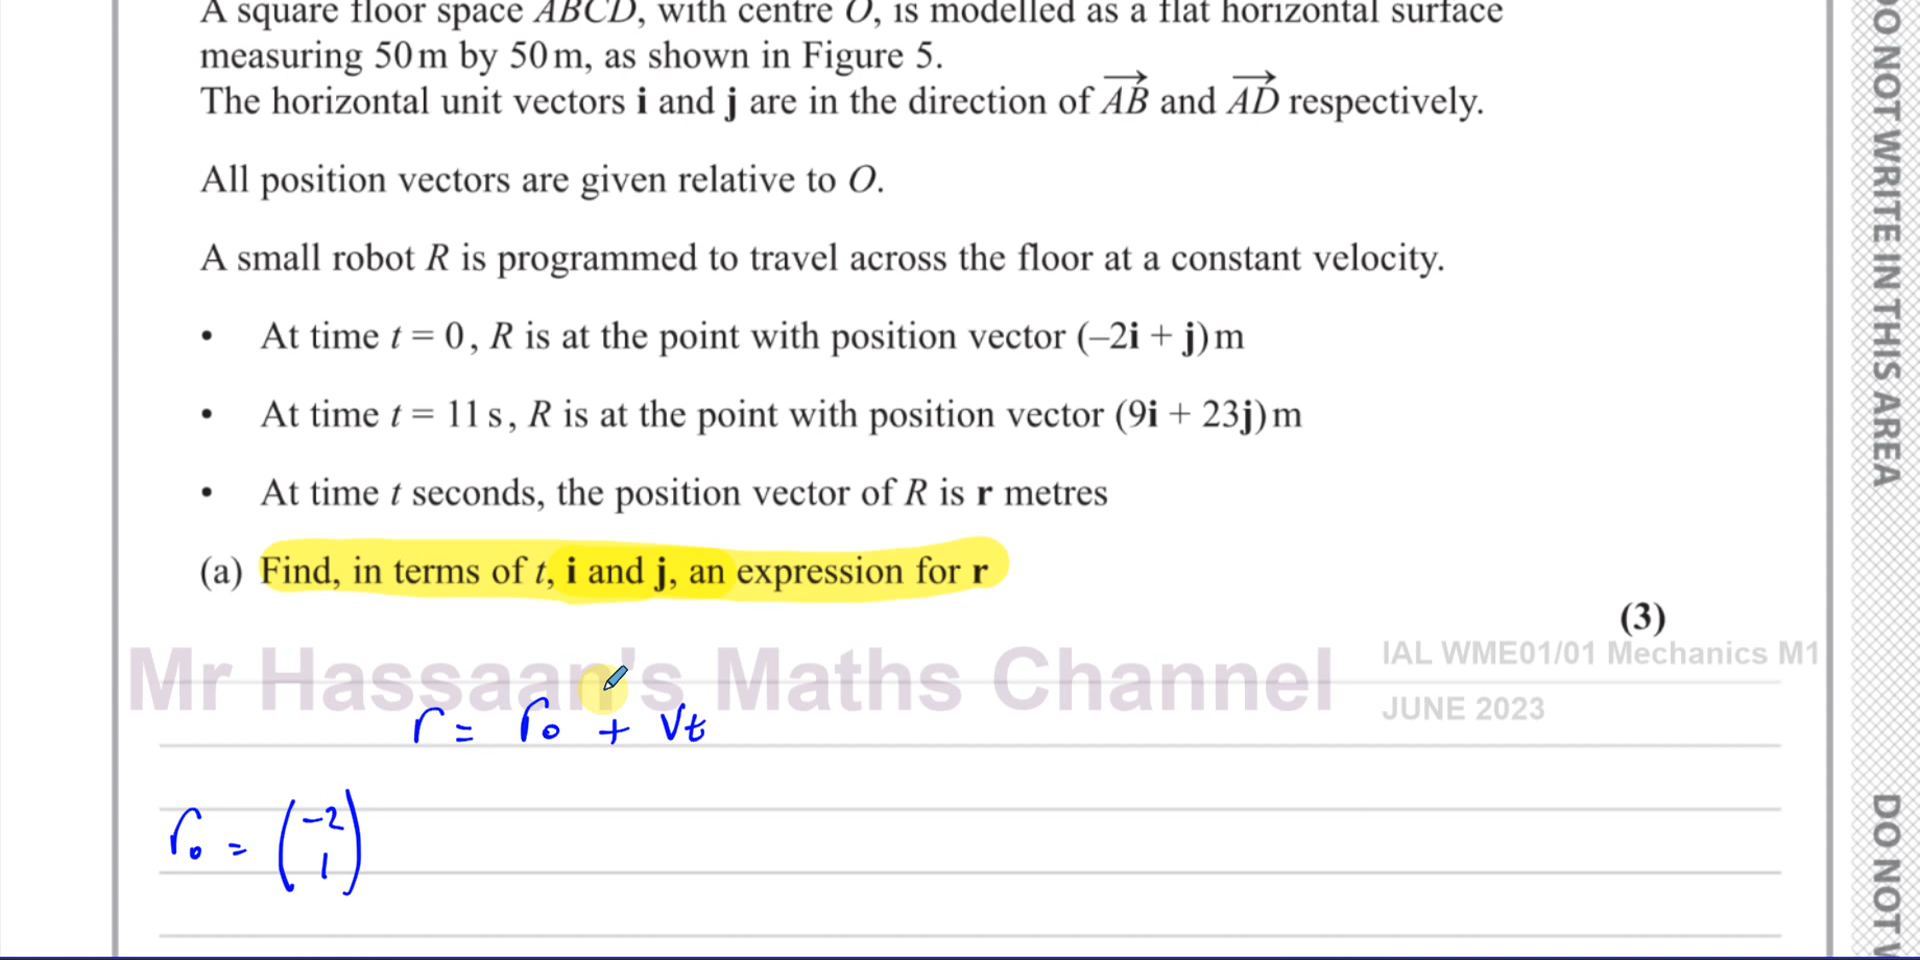 A square floor space ABCD, with centre O, is modelled as a flat horizontal surface
measuring 50 m by 50 m, as shown in Figure 5.
The horizontal unit vectors i and j are in the direction of AB and AD respectively.
All position vectors are given relative to O.
A small robot R is programmed to travel across the floor at a constant velocity.
• At time t = 0, R is at the point with position vector (–2i + j) m
• At time t = 11 s, R is at the point with position vector (9i + 23j) m
• At time t seconds, the position vector of R is r metres
(a) Find, in terms of t, i and j, an expression for r
(3)
Mr Hassaan's Maths Channel
IAL WME01/01 Mechanics M1
JUNE 2023
r = r₀ + vt
r₀ = (-2
1)
DO NOT WRITE IN THIS AREA
DO NOT W